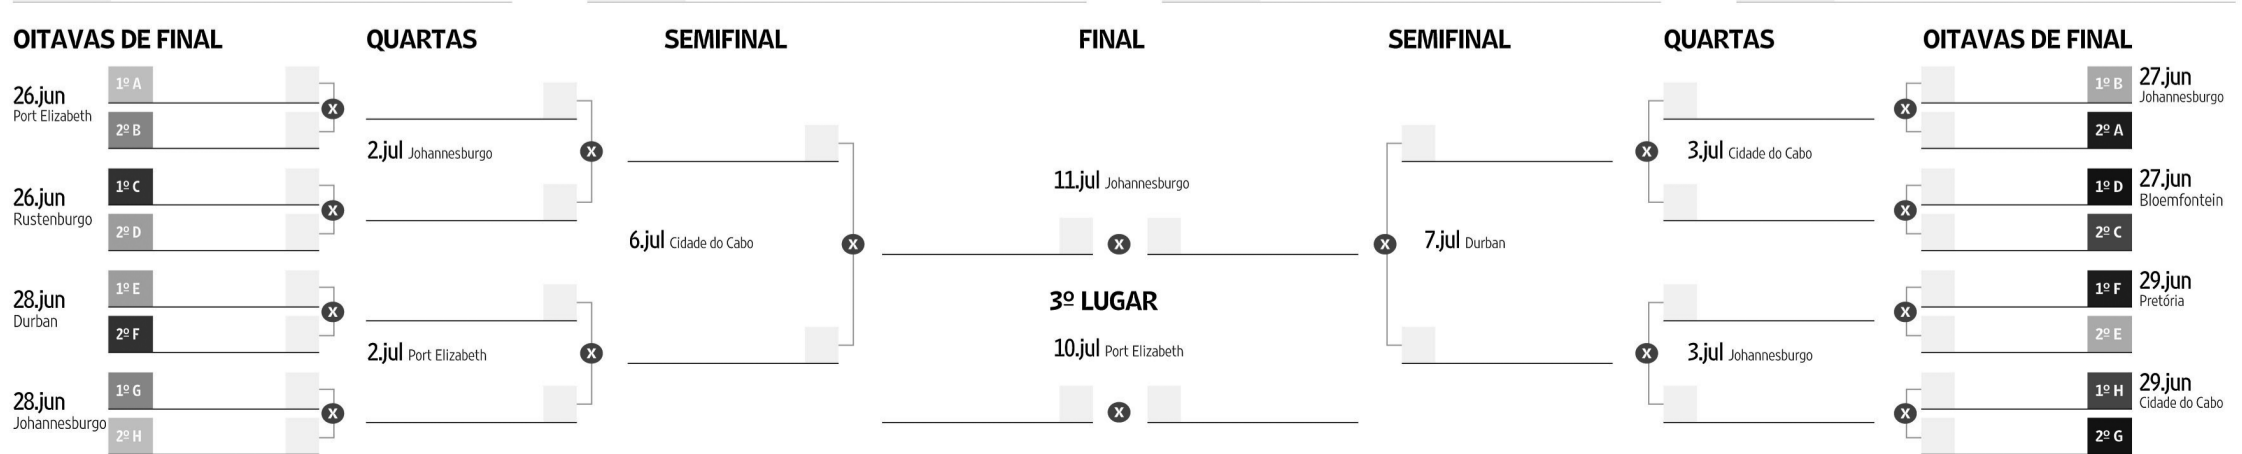 OITAVAS DE FINAL
QUARTAS
SEMIFINAL
FINAL
SEMIFINAL
QUARTAS
OITAVAS DE FINAL
26.jun
Port Elizabeth
1º A
2º B
X
26.jun
Rustenburgo
1º C
2º D
X
28.jun
Durban
1º E
2º F
X
28.jun
Johannesburgo
1º G
2º H
X
2.jul Johannesburgo
X
2.jul Port Elizabeth
X
6.jul Cidade do Cabo
X
11.jul Johannesburgo
X
3º LUGAR
10.jul Port Elizabeth
X
7.jul Durban
X
3.jul Cidade do Cabo
X
3.jul Johannesburgo
X
1º B
27.jun
Johannesburgo
2º A
X
1º D
27.jun
Bloemfontein
2º C
X
1º F
29.jun
Pretória
2º E
X
1º H
29.jun
Cidade do Cabo
2º G
X